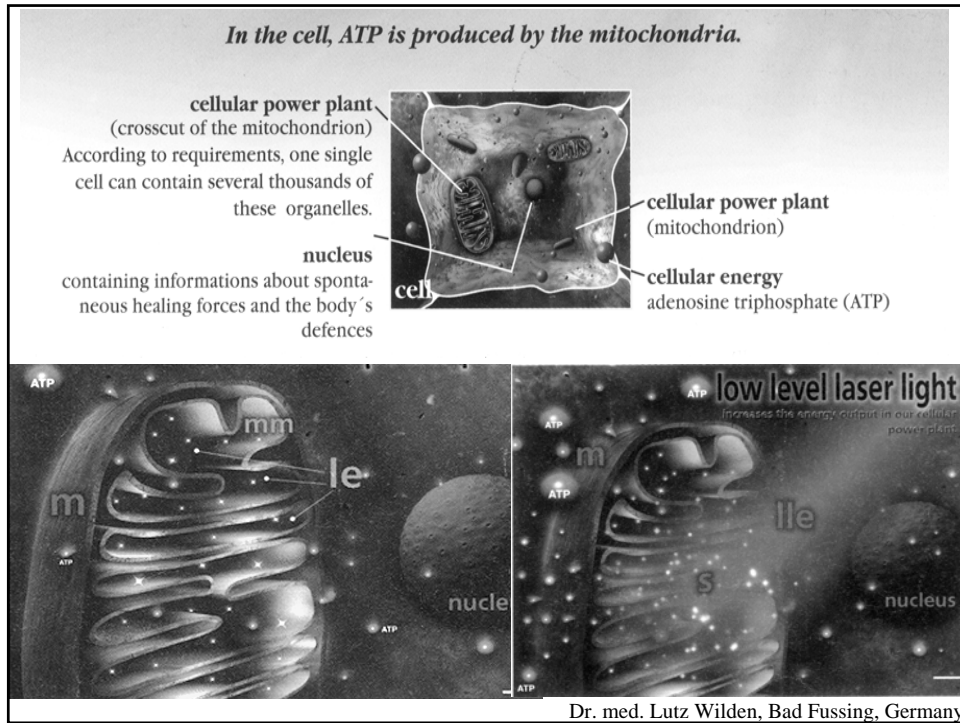 In the cell, ATP is produced by the mitochondria.
cellular power plant
(crosscut of the mitochondrion)
According to requirements, one single
cell can contain several thousands of
these organelles.
nucleus
containing informations about sponta-
neous healing forces and the body´s
defences
cell
cellular power plant
(mitochondrion)
cellular energy
adenosine triphosphate (ATP)
ATP
mm
le
m
ATP
nucle
ATP
low level laser light
Increases the energy output in our cellular
power plant
ATP
ATP
m
ATP
lle
s
nucleus
ATP
Dr. med. Lutz Wilden, Bad Fussing, Germany